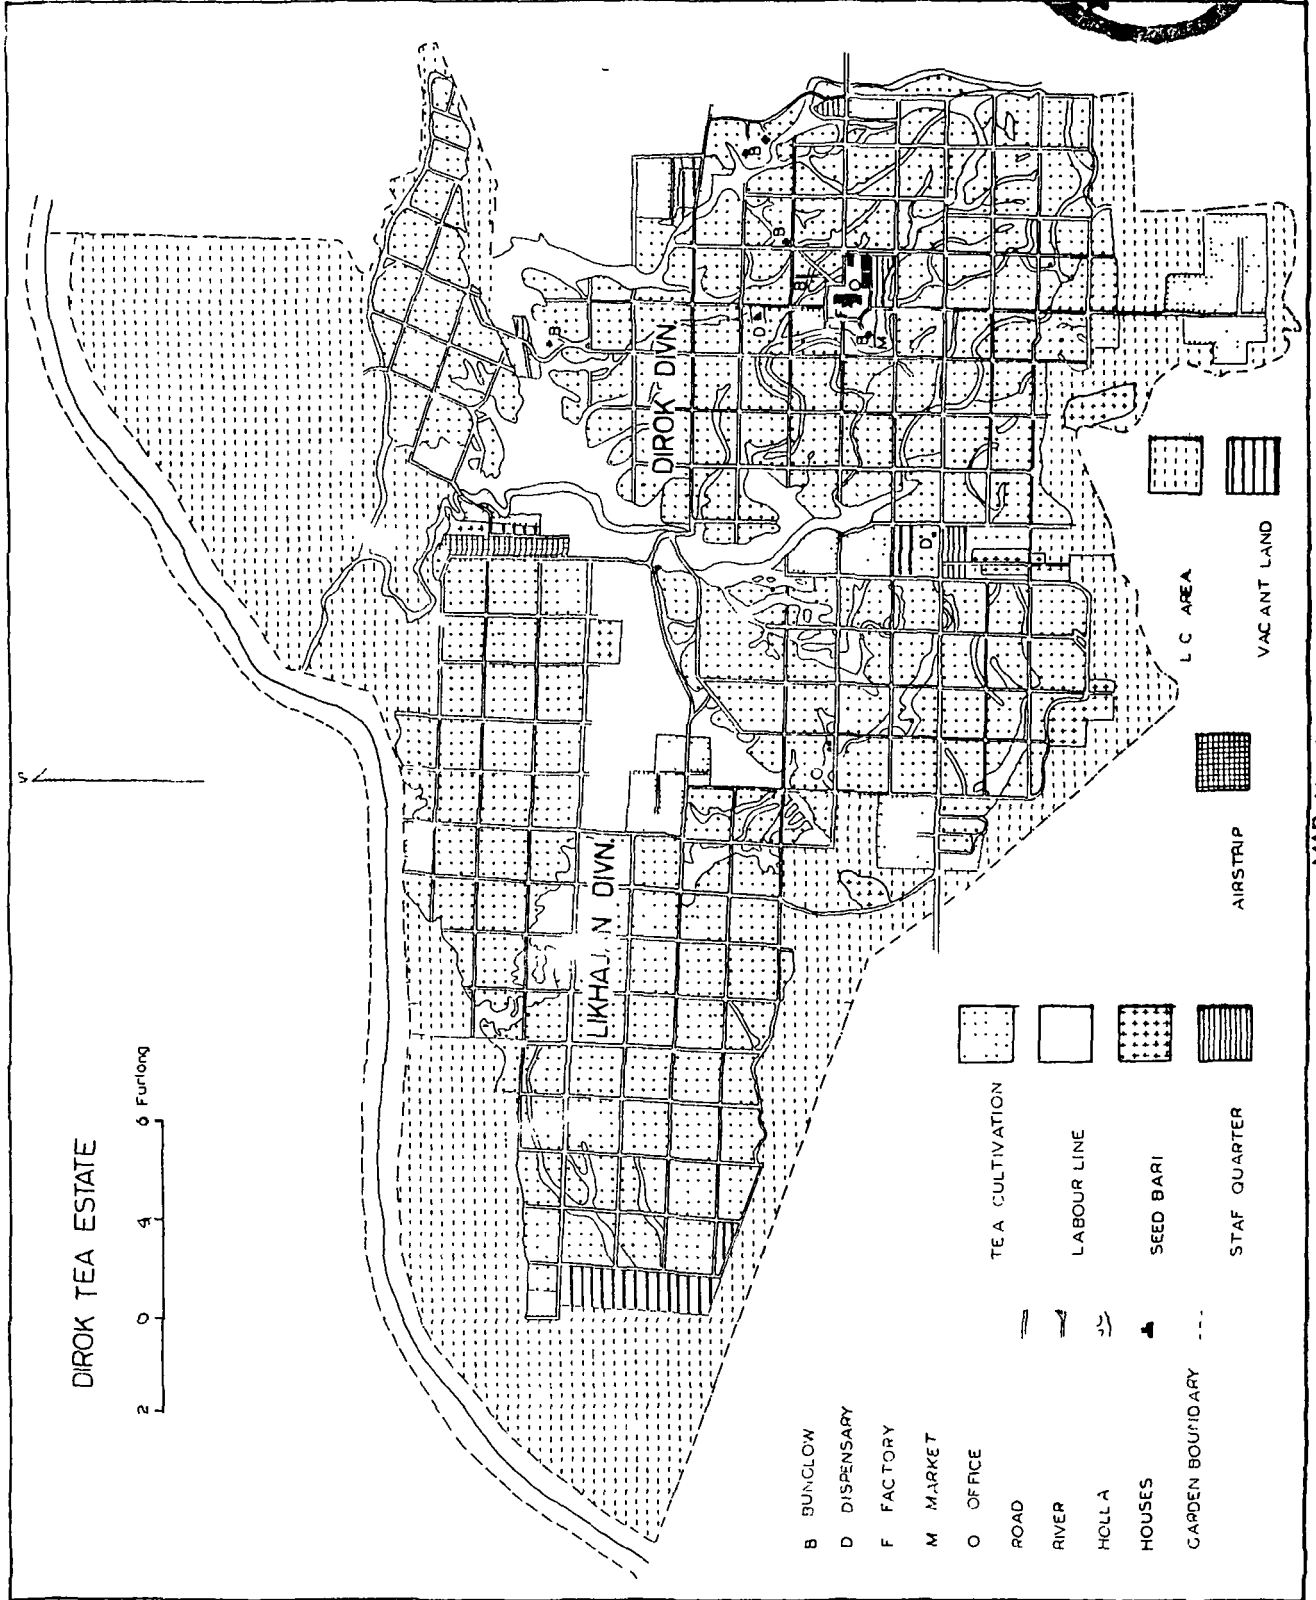 DIROK TEA ESTATE
2 0 4 6 Furlong
DIROK DIVN.
LIKHAJAN DIVN.
B
B
B
B
B
D
D
O
O
F
M
B BUNGLOW
D DISPENSARY
F FACTORY
M MARKET
O OFFICE
ROAD
RIVER
HOLLA
HOUSES
GARDEN BOUNDARY
TEA CULTIVATION
LABOUR LINE
SEED BARI
STAF QUARTER
AIRSTRIP
L C AREA
VACANT LAND